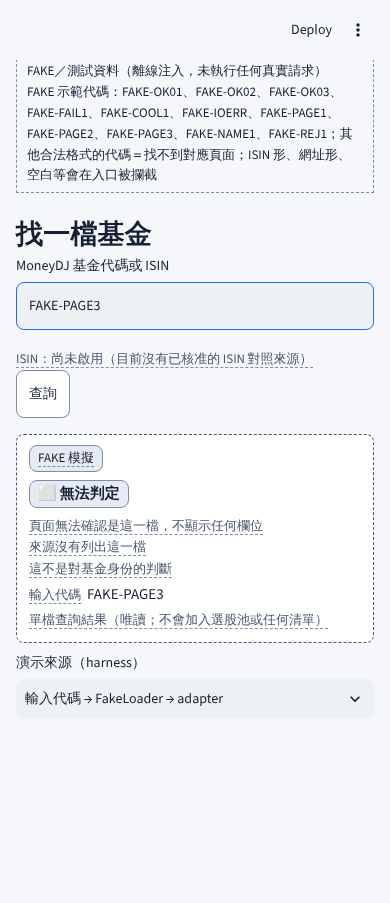 Deploy
FAKE／測試資料（離線注入，未執行任何真實請求）
FAKE 示範代碼：FAKE-OK01、FAKE-OK02、FAKE-OK03、
FAKE-FAIL1、FAKE-COOL1、FAKE-IOERR、FAKE-PAGE1、
FAKE-PAGE2、FAKE-PAGE3、FAKE-NAME1、FAKE-REJ1；其
他合法格式的代碼＝找不到對應頁面；ISIN 形、網址形、
空白等會在入口被攔截
找一檔基金
MoneyDJ 基金代碼或 ISIN
FAKE-PAGE3
ISIN：尚未啟用（目前沒有已核准的 ISIN 對照來源）
查詢
FAKE 模擬
⬜ 無法判定
頁面無法確認是這一檔，不顯示任何欄位
來源沒有列出這一檔
這不是對基金身份的判斷
輸入代碼 FAKE-PAGE3
單檔查詢結果（唯讀；不會加入選股池或任何清單）
演示來源（harness）
輸入代碼 → FakeLoader → adapter